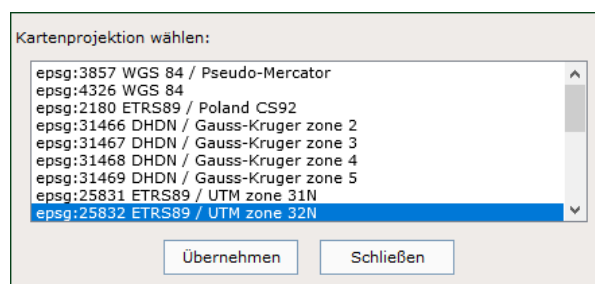 Kartenprojektion wählen:
epsg:3857 WGS 84 / Pseudo-Mercator
epsg:4326 WGS 84
epsg:2180 ETRS89 / Poland CS92
epsg:31466 DHDN / Gauss-Kruger zone 2
epsg:31467 DHDN / Gauss-Kruger zone 3
epsg:31468 DHDN / Gauss-Kruger zone 4
epsg:31469 DHDN / Gauss-Kruger zone 5
epsg:25831 ETRS89 / UTM zone 31N
epsg:25832 ETRS89 / UTM zone 32N
Übernehmen Schließen